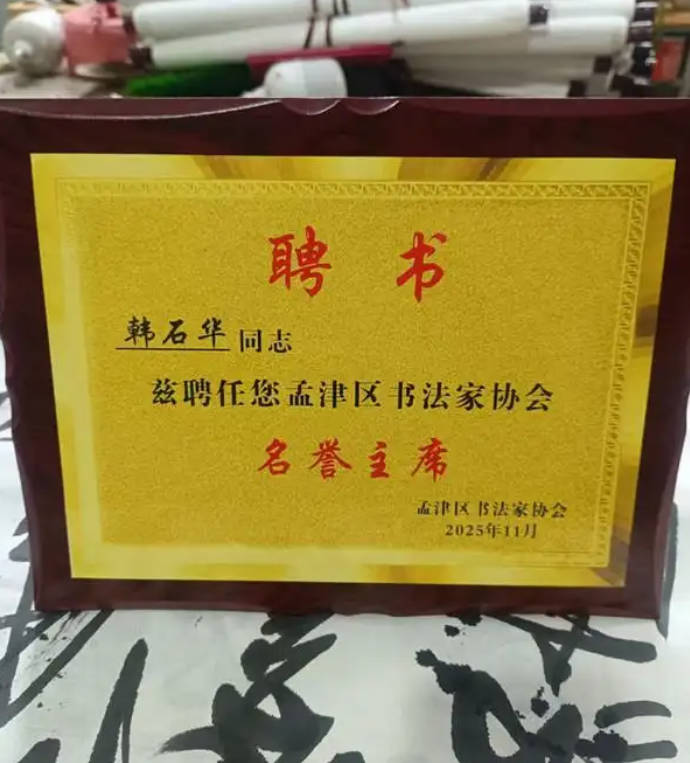 聘书
韩石华同志
兹聘任您孟津区书法家协会
名誉主席
孟津区书法家协会
2025年11月